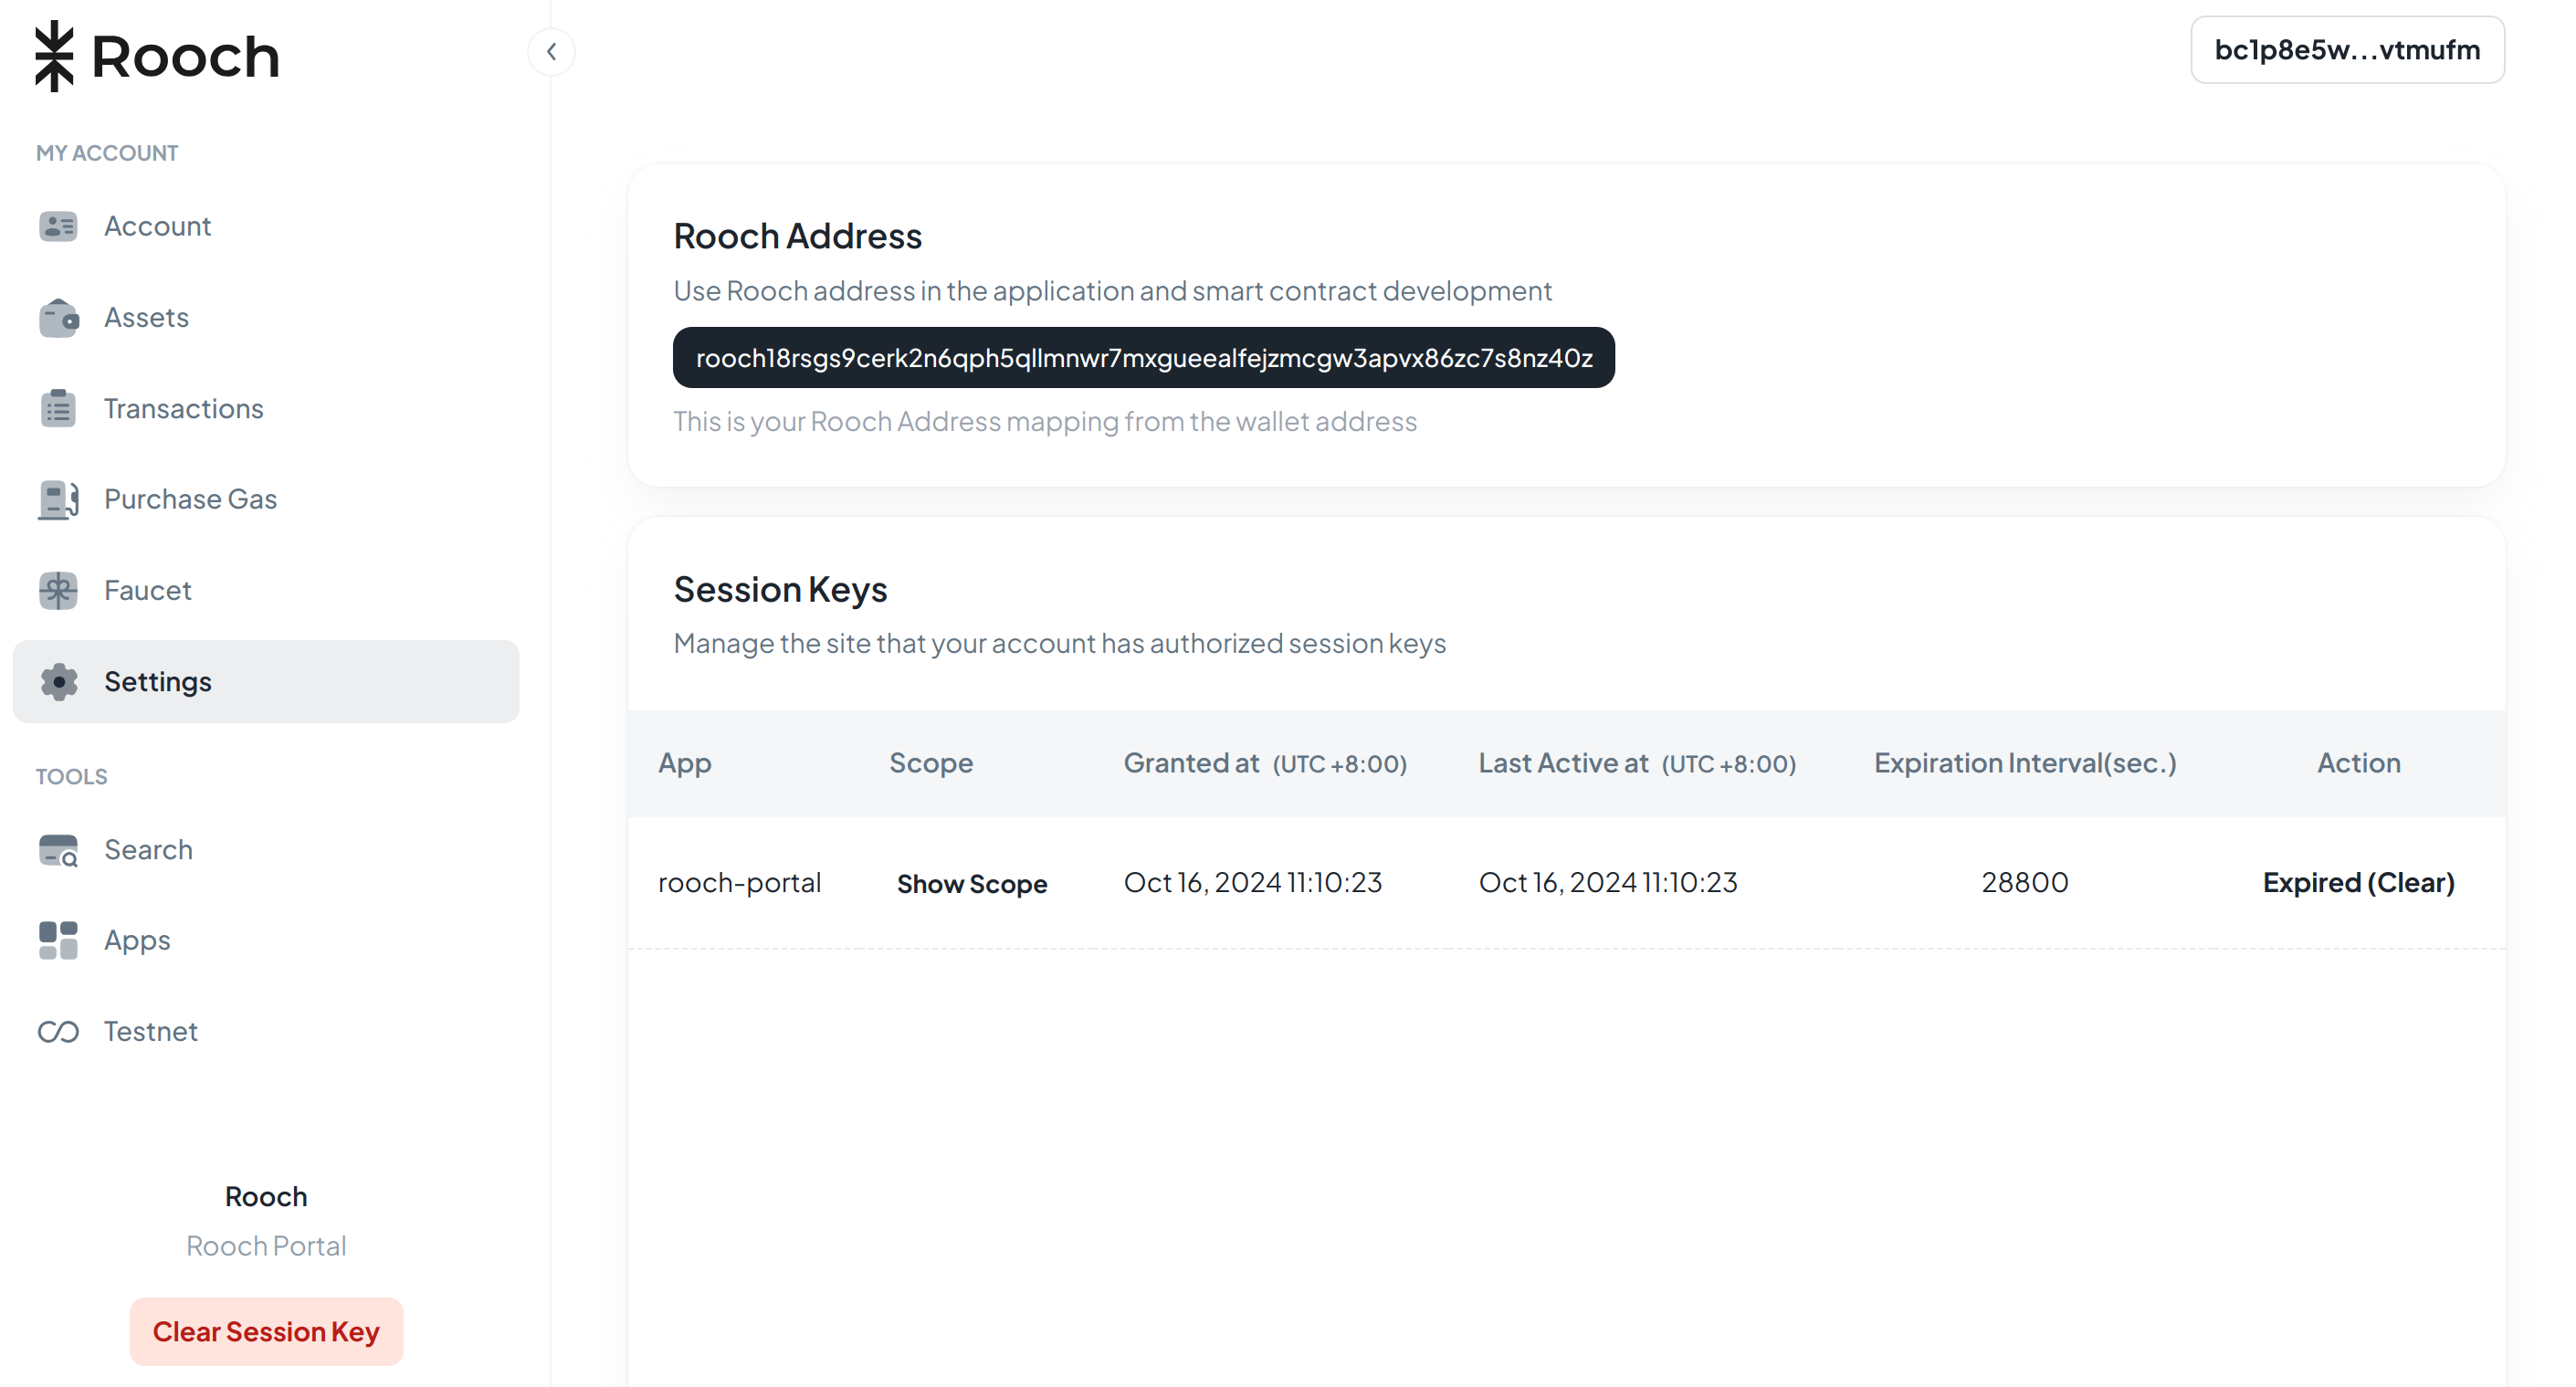 Rooch
bc1p8e5w...vtmufm
MY ACCOUNT
Account
Assets
Transactions
Purchase Gas
Faucet
Settings
TOOLS
Search
Apps
Testnet
Rooch
Rooch Portal
Clear Session Key
Rooch Address
Use Rooch address in the application and smart contract development
rooch18rsgs9cerk2n6qph5qllmnwr7mxgueealfejzmcgw3apvx86zc7s8nz40z
This is your Rooch Address mapping from the wallet address
Session Keys
Manage the site that your account has authorized session keys
App Scope Granted at (UTC +8:00) Last Active at (UTC +8:00) Expiration Interval(sec.) Action
rooch-portal Show Scope Oct 16, 2024 11:10:23 Oct 16, 2024 11:10:23 28800 Expired (Clear)